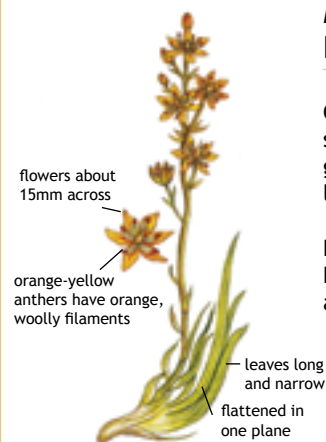 flowers about
15mm across
orange-yellow
anthers have orange,
woolly filaments
leaves long
and narrow
flattened in
one plane